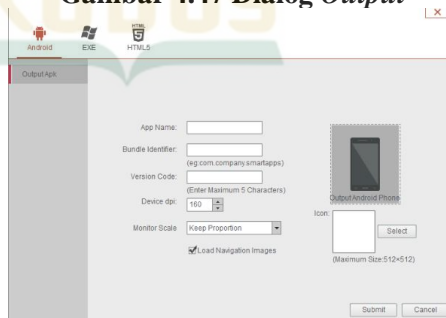 Gambar 4.47 Dialog Output
Android EXE HTML5
Output Apk
App Name:
Bundle Identifier:
(eg:com.company.smartapps)
Version Code:
(Enter Maximum 5 Characters)
Device dpi: 160
Monitor Scale Keep Proportion
Load Navigation Images
Output Android Phone
Icon:
Select
(Maximum Size:512×512)
Submit Cancel